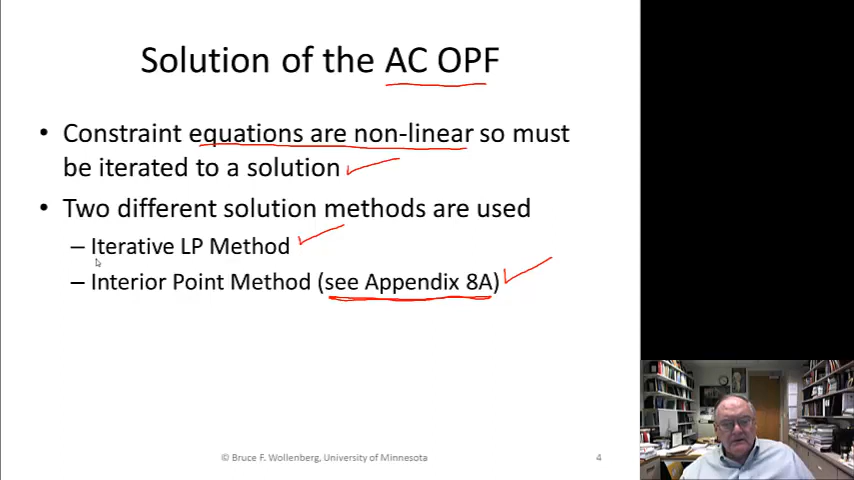 Solution of the AC OPF
• Constraint equations are non-linear so must
be iterated to a solution
• Two different solution methods are used
– Iterative LP Method
– Interior Point Method (see Appendix 8A)
© Bruce F. Wollenberg, University of Minnesota
4